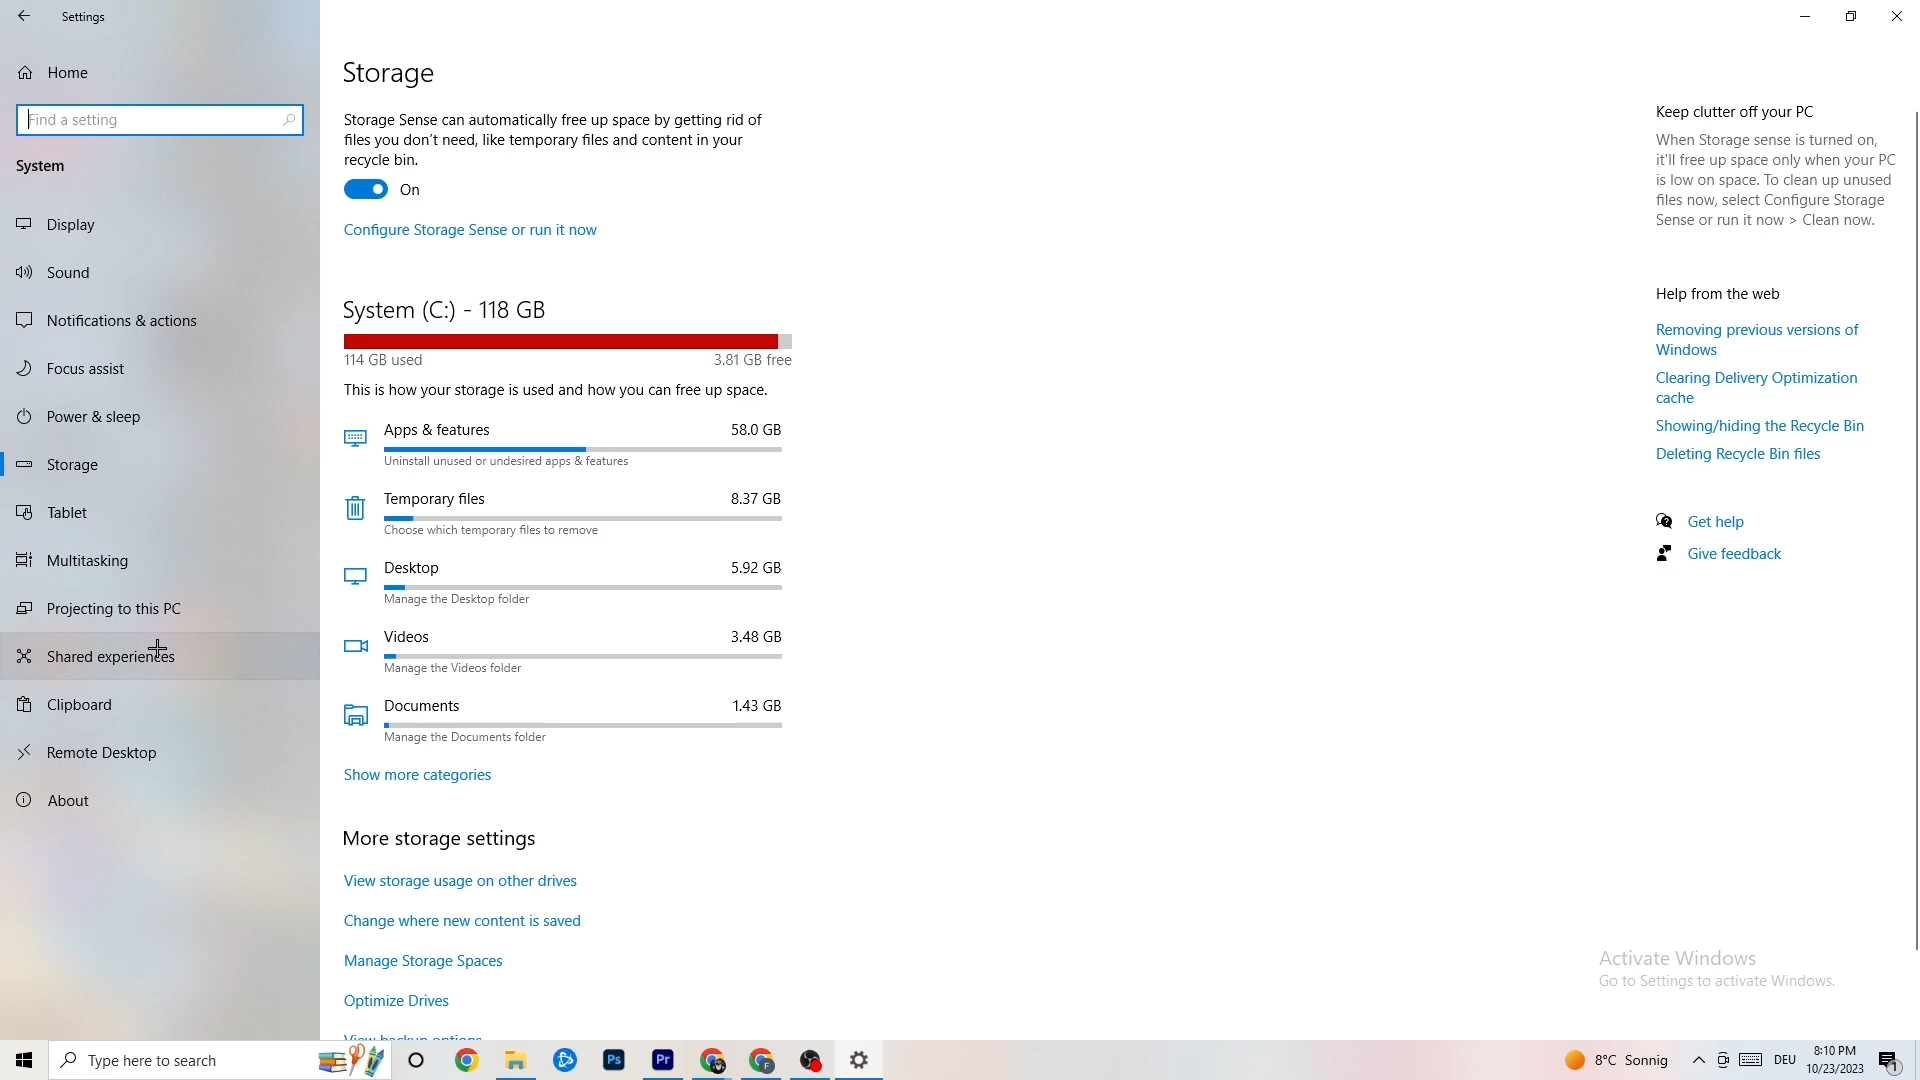 Settings
Home
Find a setting
System
Display
Sound
Notifications & actions
Focus assist
Power & sleep
Storage
Tablet
Multitasking
Projecting to this PC
Shared experiences
Clipboard
Remote Desktop
About
Storage
Storage Sense can automatically free up space by getting rid of
files you don't need, like temporary files and content in your
recycle bin.
On
Configure Storage Sense or run it now
System (C:) - 118 GB
114 GB used
3.81 GB free
This is how your storage is used and how you can free up space.
Apps & features 58.0 GB
Uninstall unused or undesired apps & features
Temporary files 8.37 GB
Choose which temporary files to remove
Desktop 5.92 GB
Manage the Desktop folder
Videos 3.48 GB
Manage the Videos folder
Documents 1.43 GB
Manage the Documents folder
Show more categories
More storage settings
View storage usage on other drives
Change where new content is saved
Manage Storage Spaces
Optimize Drives
View backup options
Keep clutter off your PC
When Storage sense is turned on,
it'll free up space only when your PC
is low on space. To clean up unused
files now, select Configure Storage
Sense or run it now > Clean now.
Help from the web
Removing previous versions of
Windows
Clearing Delivery Optimization
cache
Showing/hiding the Recycle Bin
Deleting Recycle Bin files
Get help
Give feedback
Activate Windows
Go to Settings to activate Windows.
Type here to search
Ps
Pr
F
8°C Sonnig
DEU
8:10 PM
10/23/2023
1